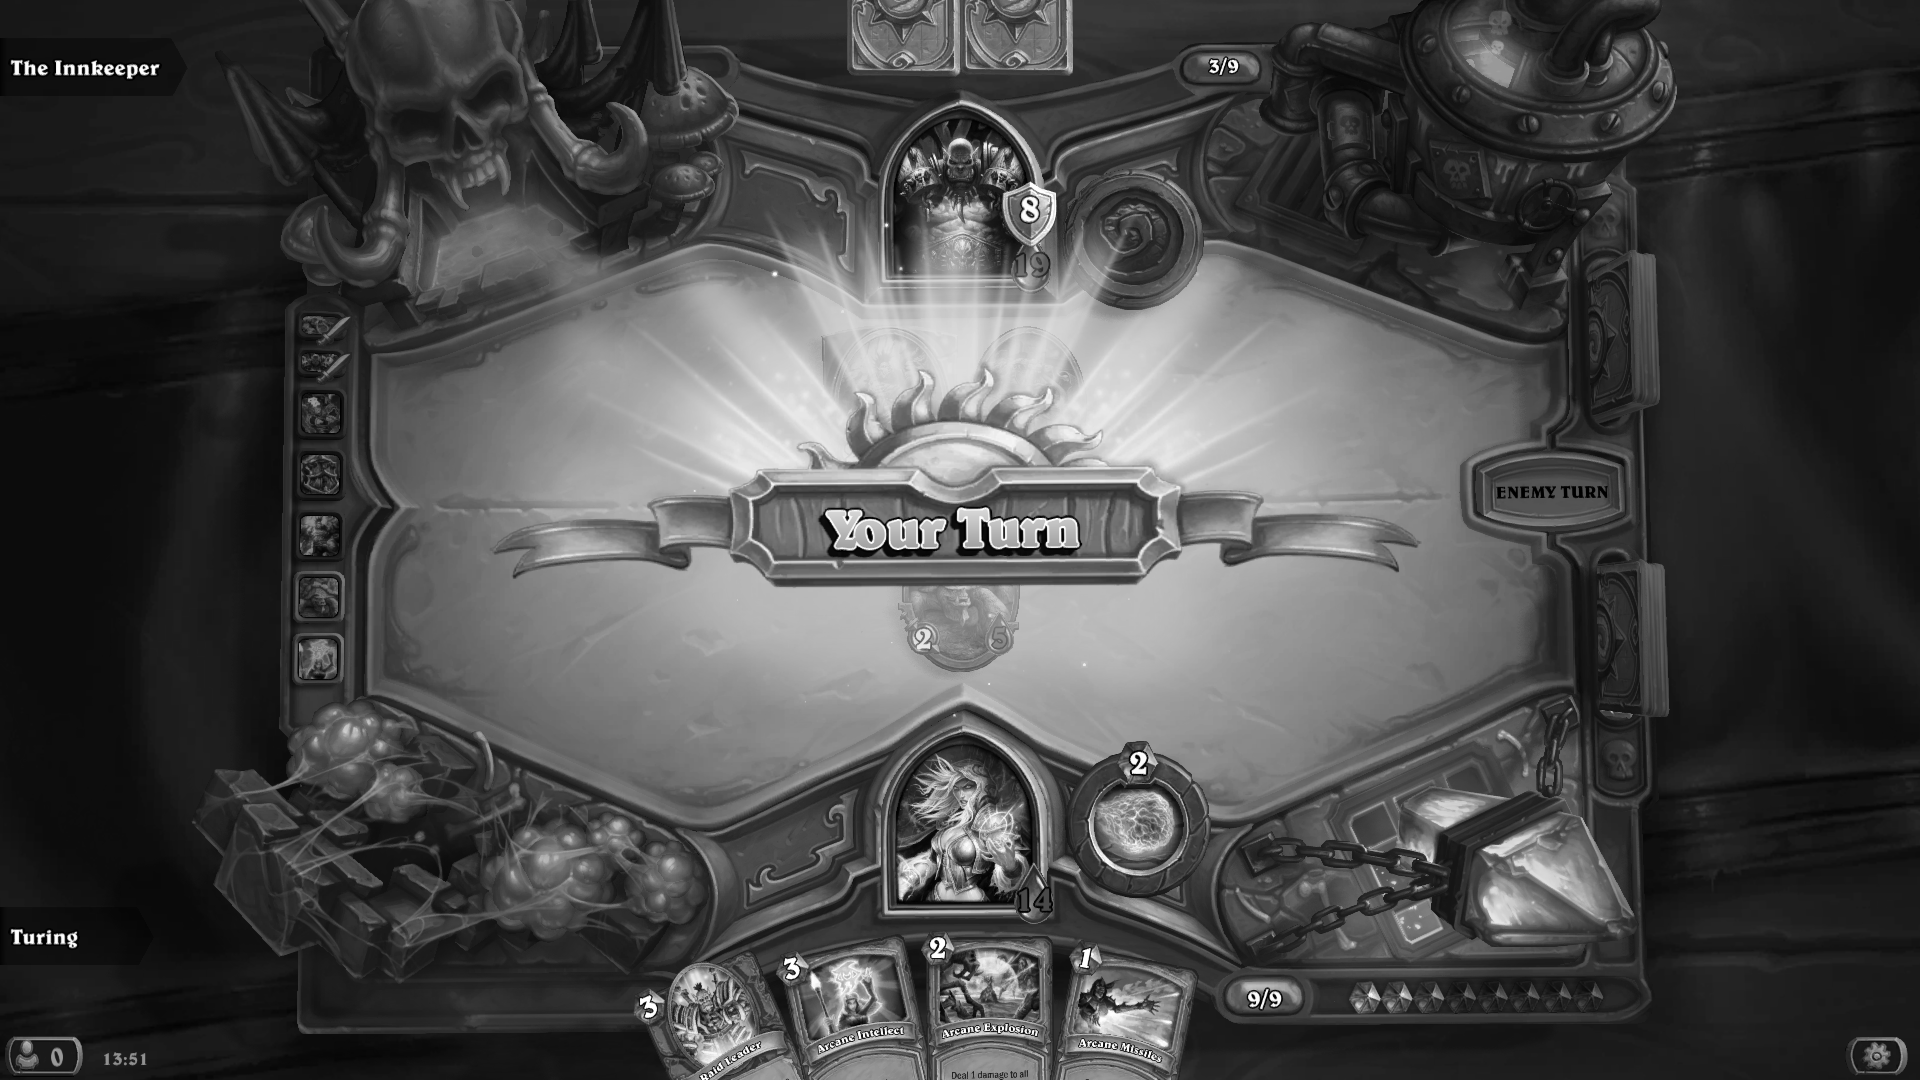 The Innkeeper
3/9
8
19
ENEMY TURN
Your Turn
2 5
2
14
Turing
3 3 2 1
Raid Leader
Arcane Intellect
Arcane Explosion
Arcane Missiles
Deal 1 damage to all
9/9
0
13:51